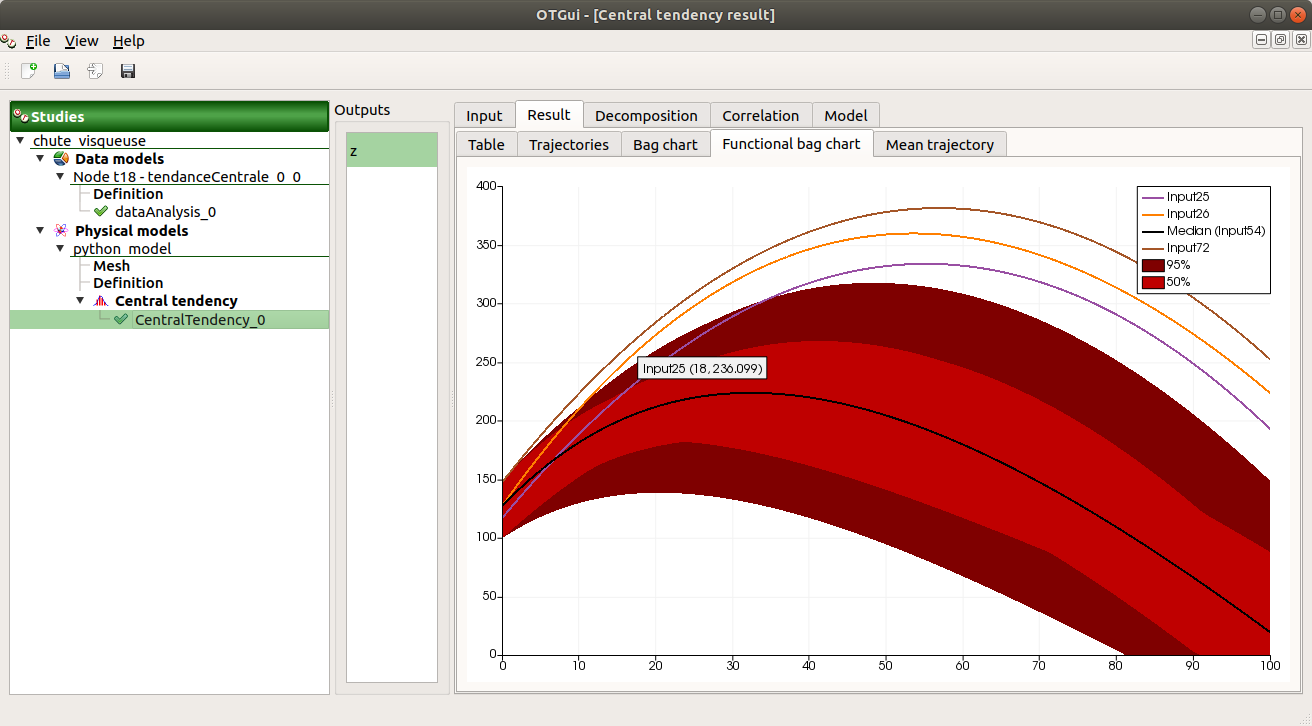 OTGui - [Central tendency result]
File View Help
Studies
chute_visqueuse
Data models
Node t18 - tendanceCentrale_0_0
Definition
dataAnalysis_0
Physical models
python_model
Mesh
Definition
Central tendency
CentralTendency_0
Outputs
z
Input Result Decomposition Correlation Model
Table Trajectories Bag chart Functional bag chart Mean trajectory
400
350
300
250
200
150
100
50
0
0 10 20 30 40 50 60 70 80 90 100
Input25
Input26
Median (Input54)
Input72
95%
50%
Input25 (18, 236.099)